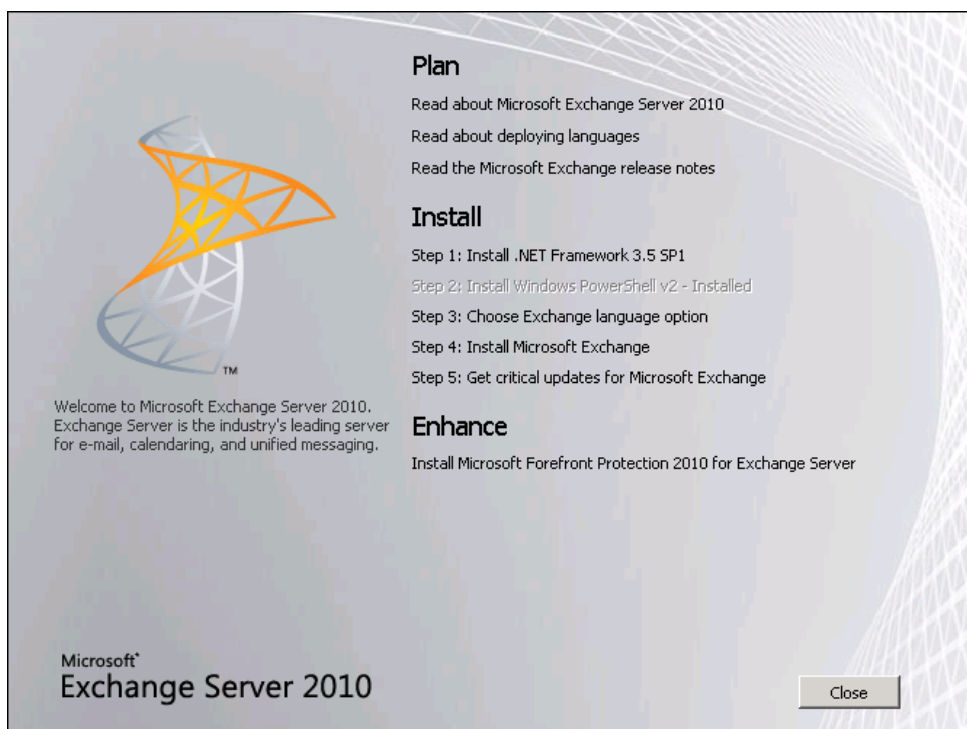 Plan
Read about Microsoft Exchange Server 2010
Read about deploying languages
Read the Microsoft Exchange release notes
Install
Step 1: Install .NET Framework 3.5 SP1
Step 2: Install Windows PowerShell v2 - Installed
Step 3: Choose Exchange language option
Step 4: Install Microsoft Exchange
Step 5: Get critical updates for Microsoft Exchange
Enhance
Install Microsoft Forefront Protection 2010 for Exchange Server
TM
Welcome to Microsoft Exchange Server 2010.
Exchange Server is the industry's leading server
for e-mail, calendaring, and unified messaging.
Microsoft®
Exchange Server 2010
Close